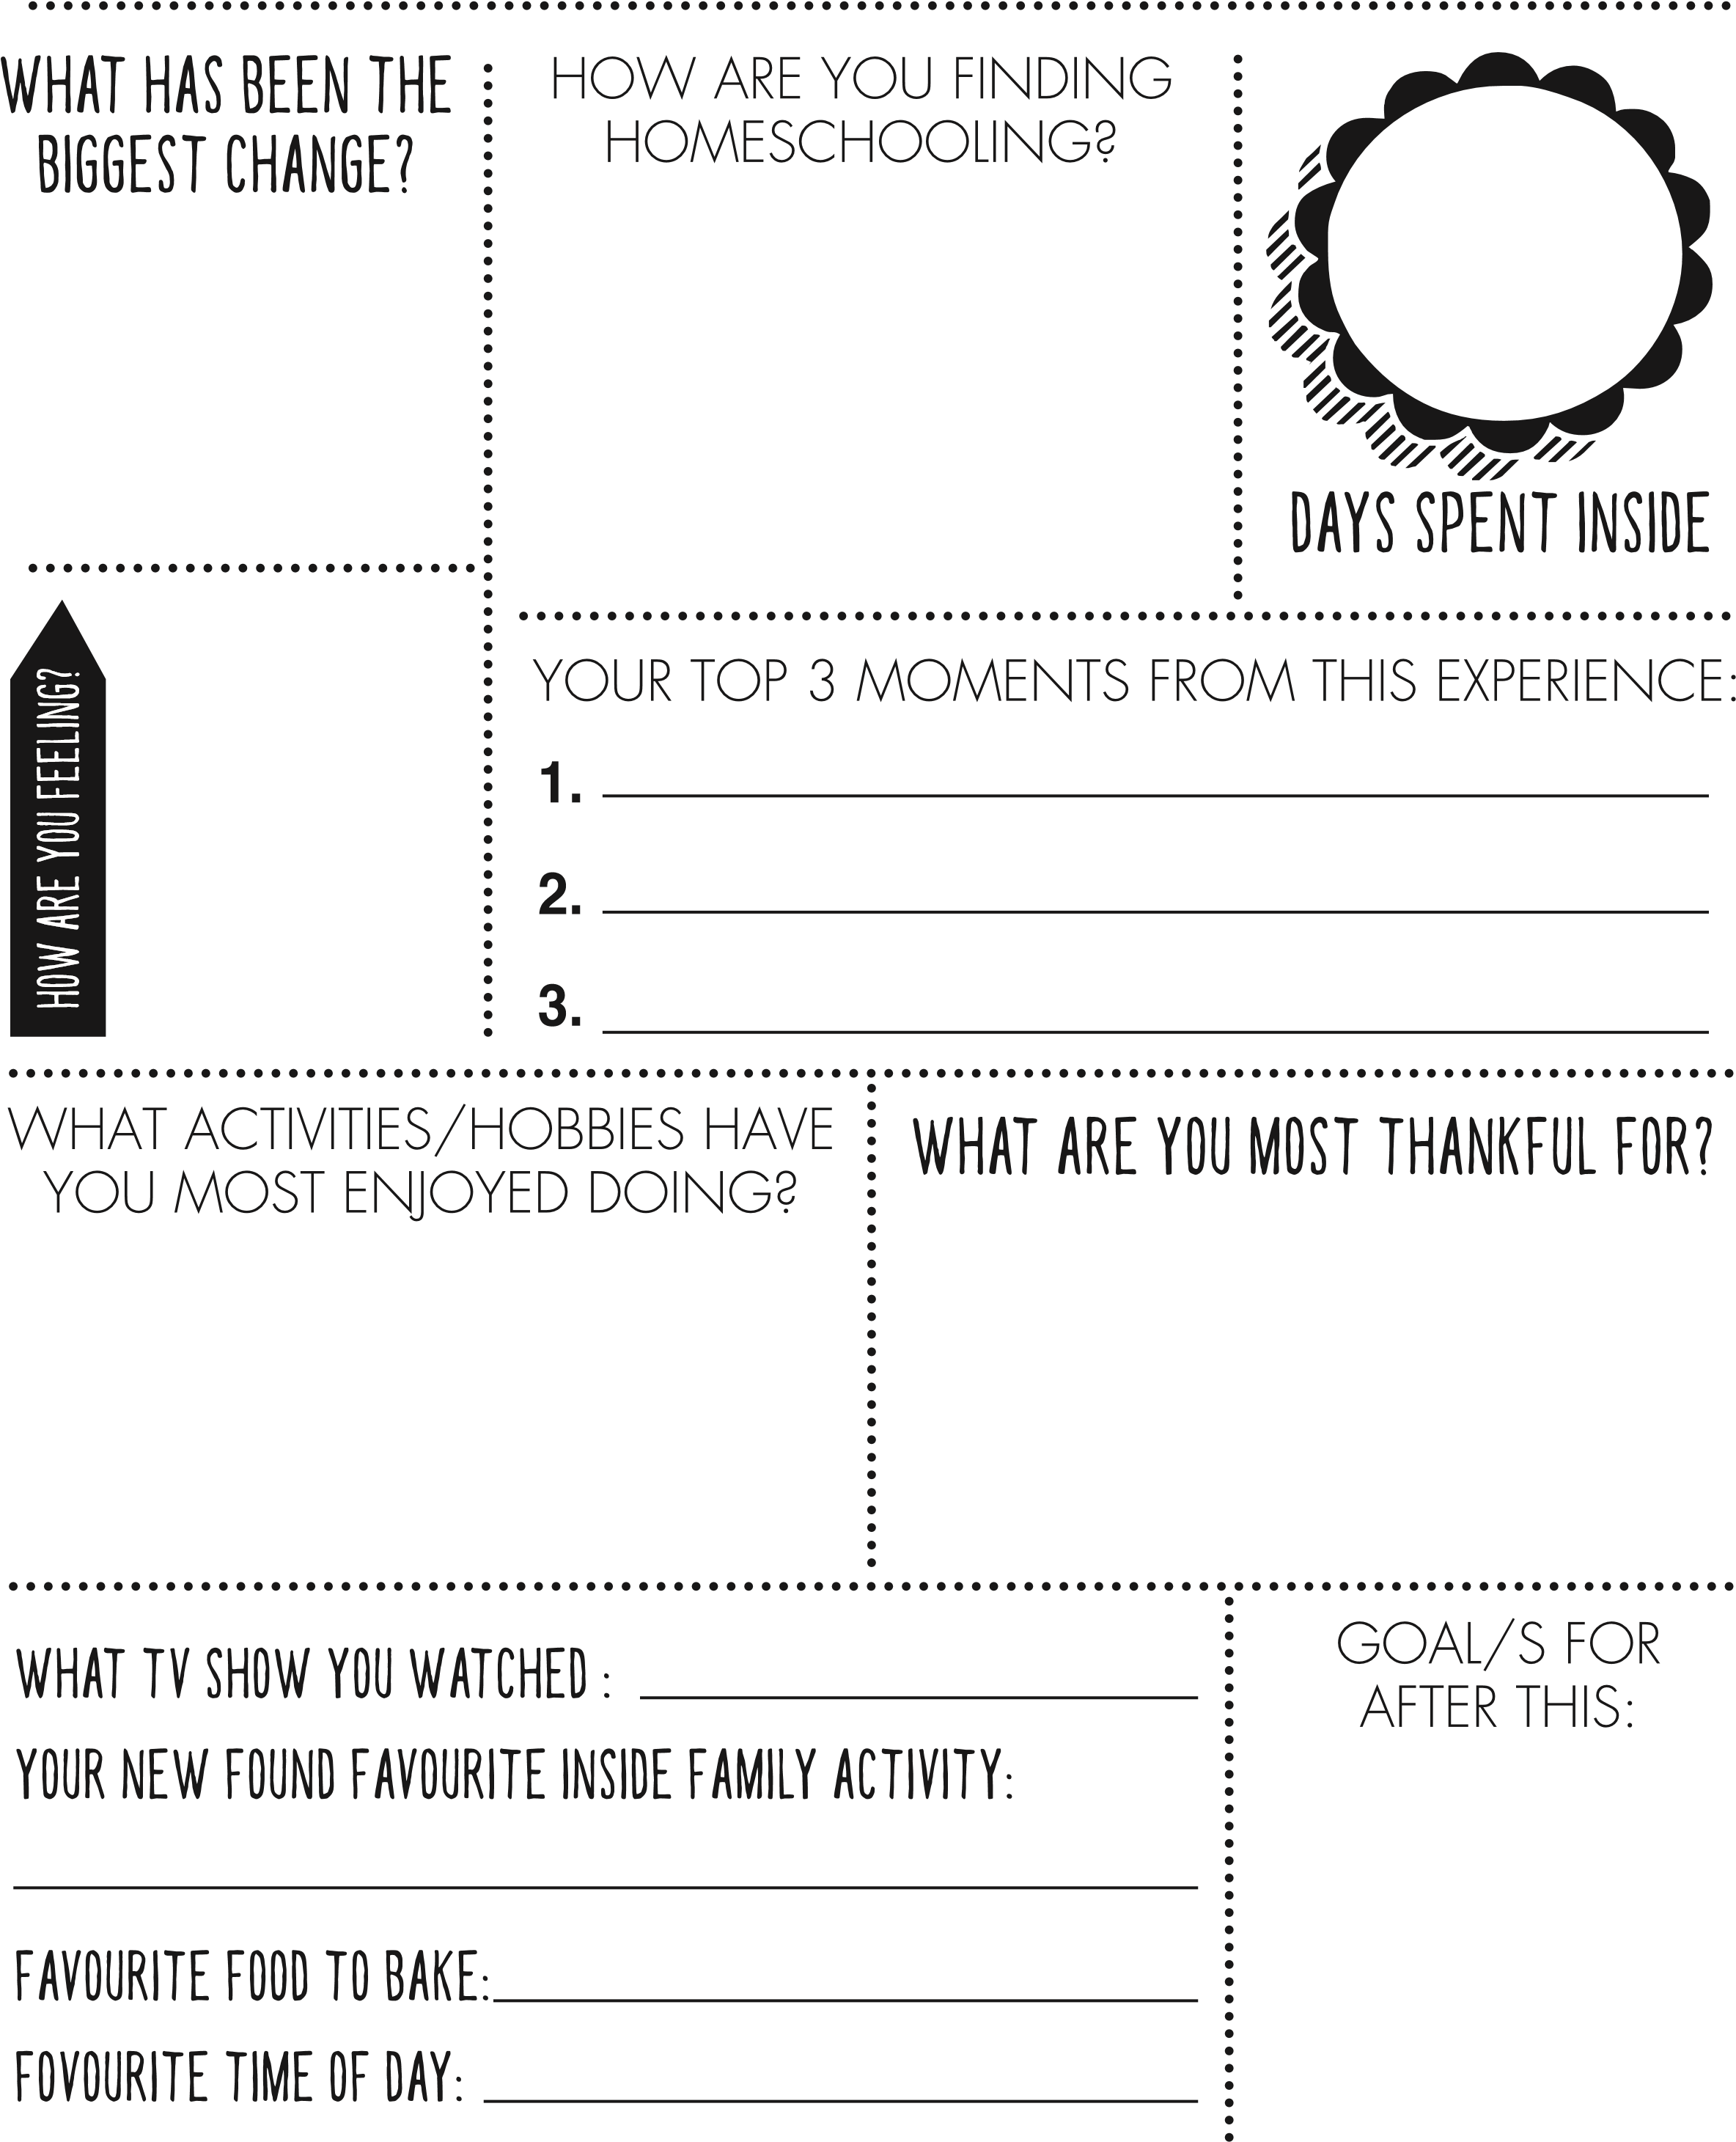 WHAT HAS BEEN THE
BIGGEST CHANGE?
HOW ARE YOU FINDING
HOMESCHOOLING?
DAYS SPENT INSIDE
HOW ARE YOU FEELING?
YOUR TOP 3 MOMENTS FROM THIS EXPERIENCE:
1.
2.
3.
WHAT ACTIVITIES/HOBBIES HAVE
YOU MOST ENJOYED DOING?
WHAT ARE YOU MOST THANKFUL FOR?
WHAT TV SHOW YOU WATCHED :
YOUR NEW FOUND FAVOURITE INSIDE FAMILY ACTIVITY:
FAVOURITE FOOD TO BAKE:
FOVOURITE TIME OF DAY:
GOAL/S FOR
AFTER THIS: